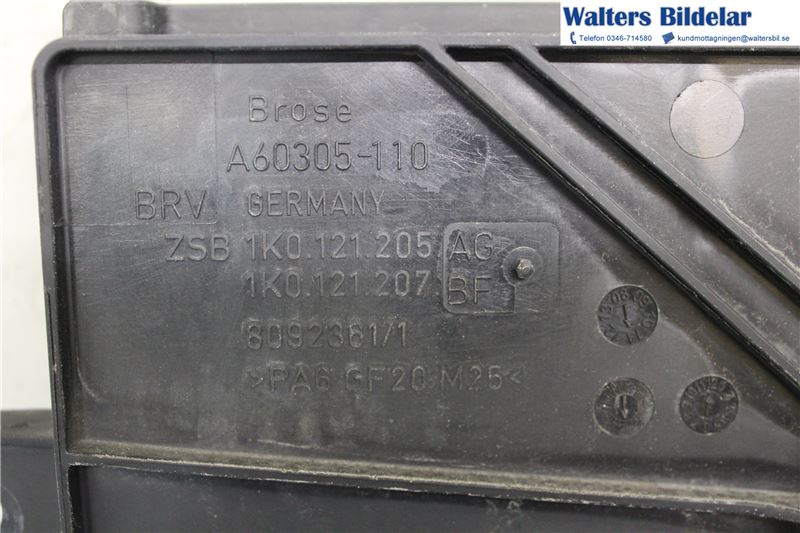 Walters Bildelar
Telefon 0346-714580 kundmottagningen@waltersbil.se
Brose
A60305-110
BRV GERMANY
ZSB 1K0.121.205 AG
1K0.121.207 BF
8092361/1
>PA6 GF20 M25<